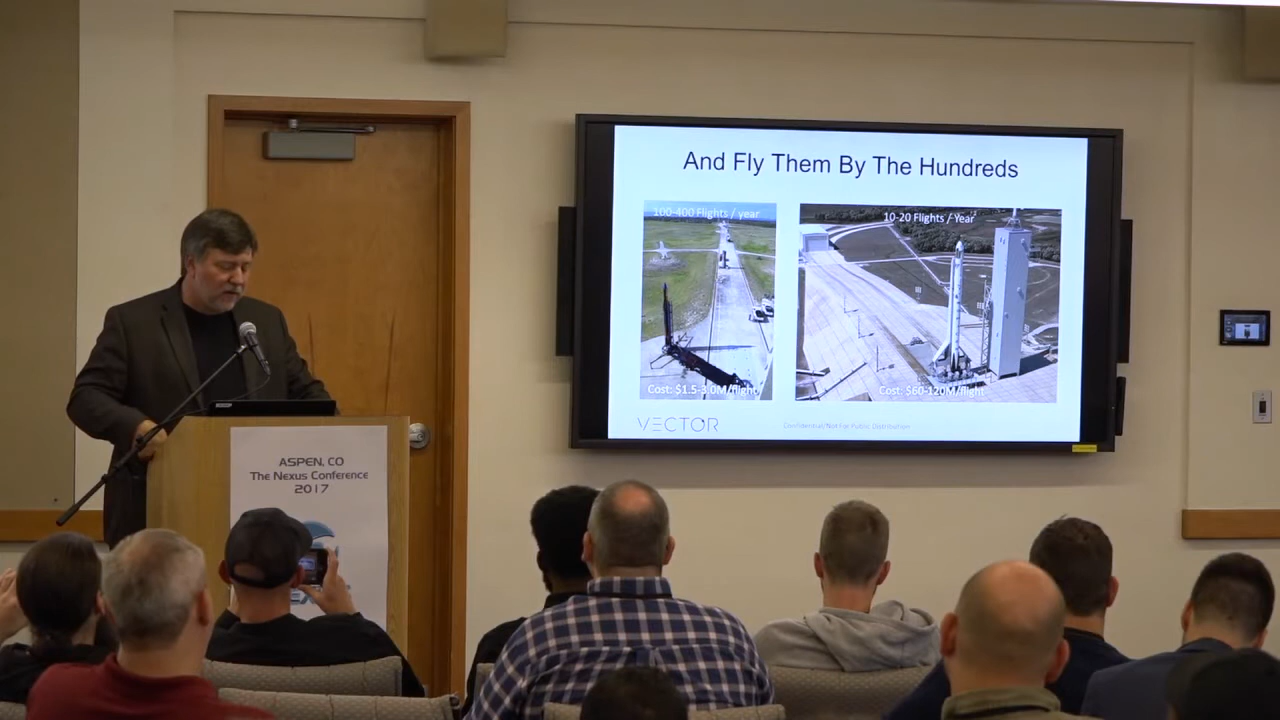 And Fly Them By The Hundreds
100-400 Flights / year
10-20 Flights / Year
Cost: $1.5-3.0M/flight
Cost: $60-120M/flight
VECTOR
Confidential/Not For Public Distribution
ASPEN, CO
The Nexus Conference
2017